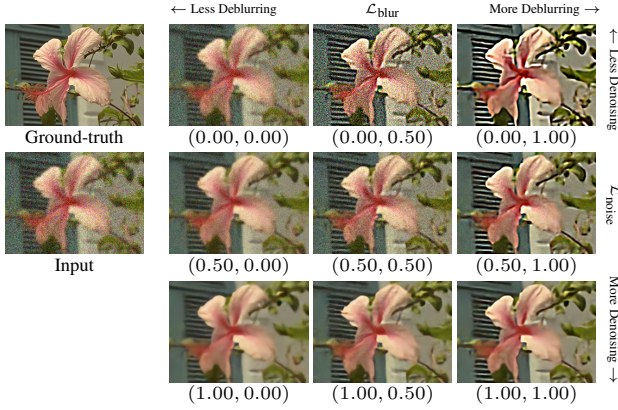 ← Less Deblurring
ℒblur
More Deblurring →
← Less Denoising
Ground-truth
(0.00, 0.00)
(0.00, 0.50)
(0.00, 1.00)
ℒnoise
Input
(0.50, 0.00)
(0.50, 0.50)
(0.50, 1.00)
More Denoising →
(1.00, 0.00)
(1.00, 0.50)
(1.00, 1.00)